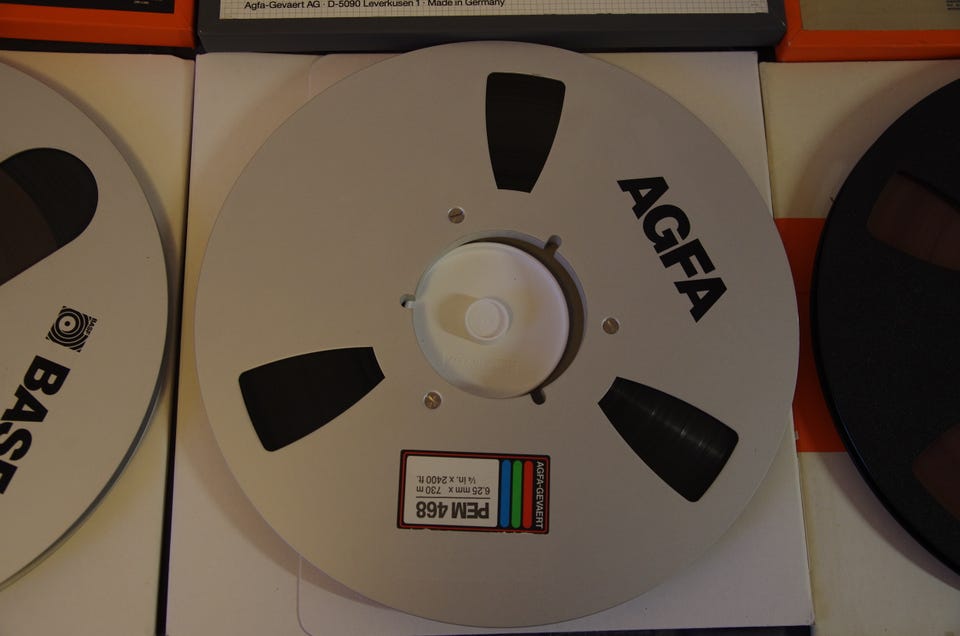 Agfa-Gevaert AG · D-5090 Leverkusen 1 · Made in Germany
AGFA
BASF
BASF
AGFA-GEVAERT
PEM 468
6.25 mm x 730 m
¼ in. x 2400 ft.